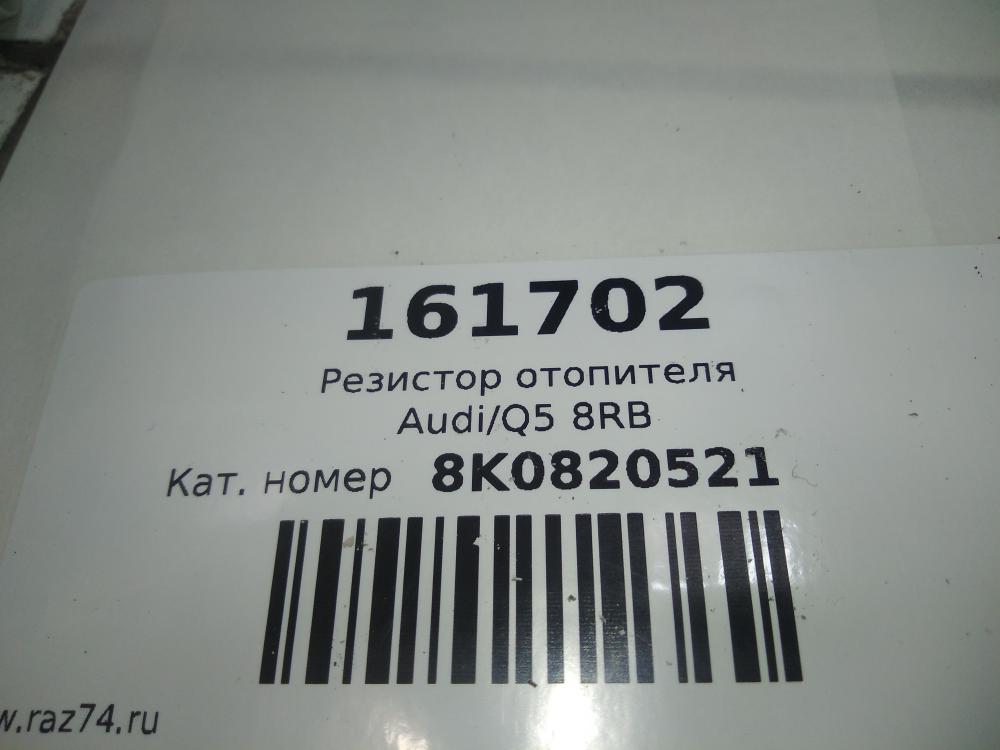 161702
Резистор отопителя
Audi/Q5 8RB
Кат. номер 8K0820521
w.raz74.ru